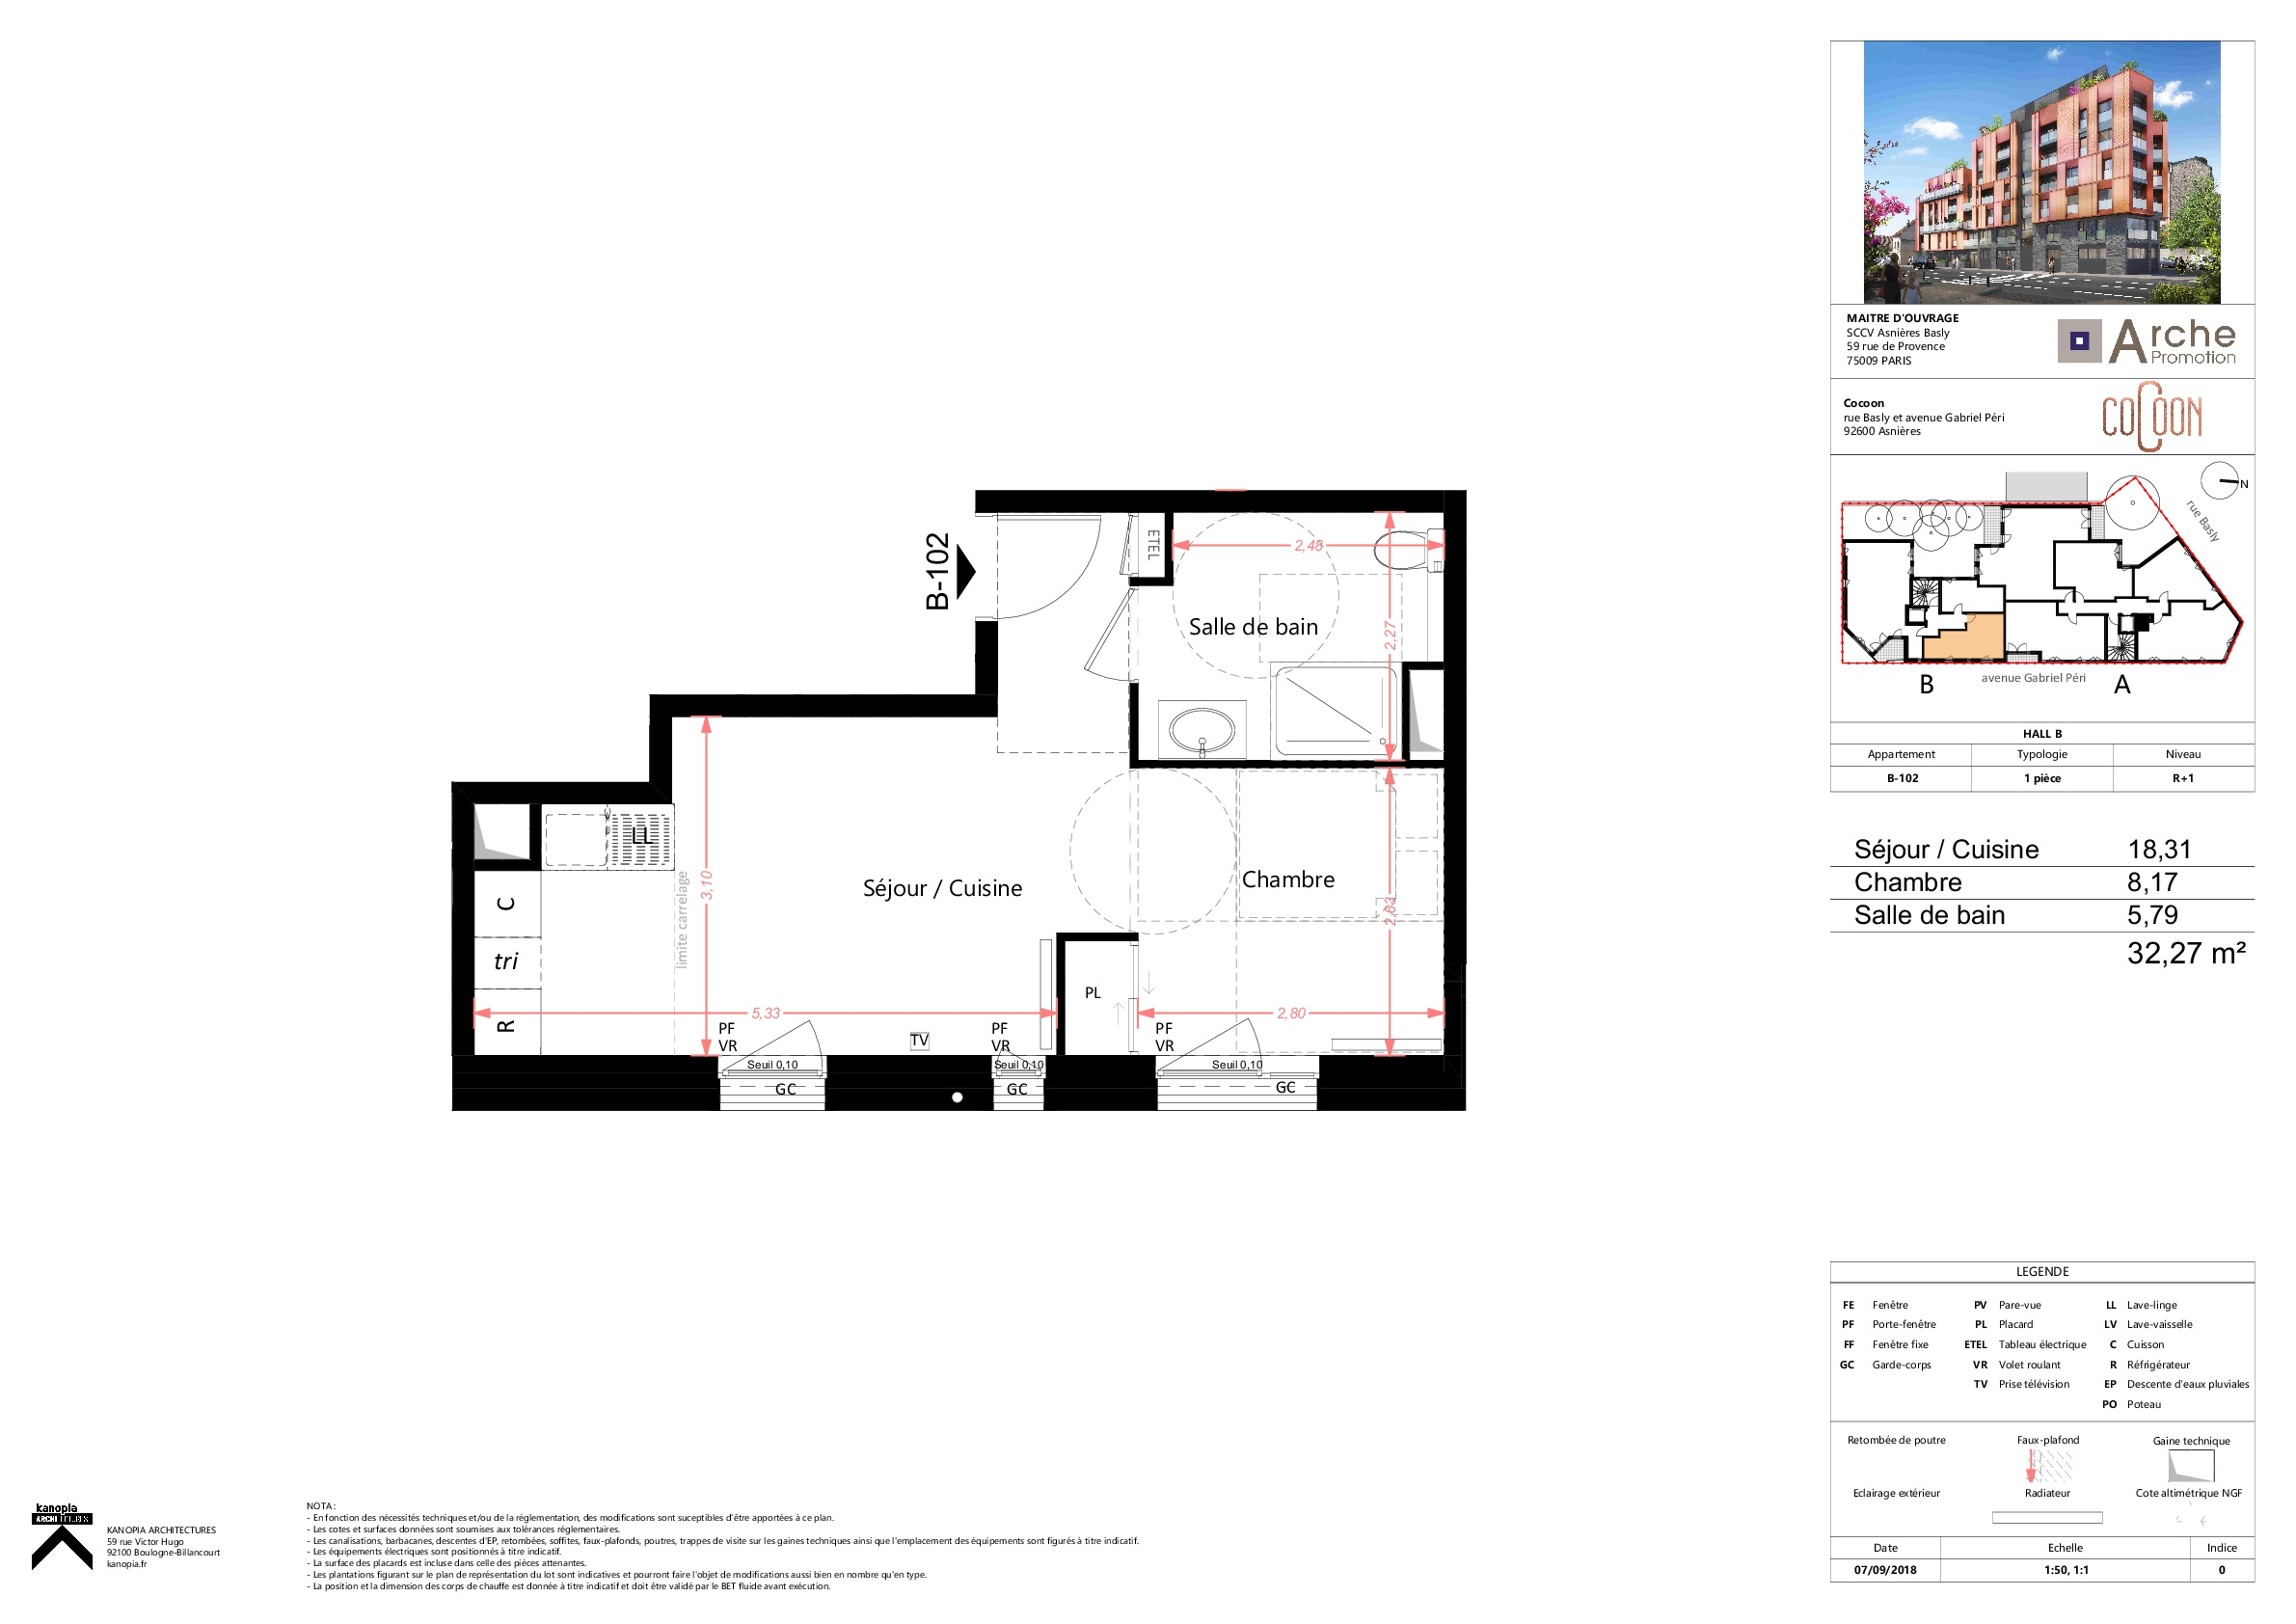 MAITRE D'OUVRAGE
SCCV Asnières Basly
59 rue de Provence
75009 PARIS
Arche
Promotion
Cocoon
rue Basly et avenue Gabriel Péri
92600 Asnières
COCOON
N
rue Basly
B
avenue Gabriel Péri
A
HALL B
Appartement Typologie Niveau
B-102 1 pièce R+1
Séjour / Cuisine 18,31
Chambre 8,17
Salle de bain 5,79
32,27 m²
B-102
ETEL
2,48
Salle de bain
2,27
LL
3,10
limite carrelage
C
tri
R
Séjour / Cuisine
Chambre
2,63
PL
5,33
2,80
PF
VR
TV
PF
VR
PF
VR
Seuil 0,10
Seuil 0,10
Seuil 0,10
GC
GC
GC
LEGENDE
FE Fenêtre PV Pare-vue LL Lave-linge
PF Porte-fenêtre PL Placard LV Lave-vaisselle
FF Fenêtre fixe ETEL Tableau électrique C Cuisson
GC Garde-corps VR Volet roulant R Réfrigérateur
TV Prise télévision EP Descente d'eaux pluviales
PO Poteau
Retombée de poutre Faux-plafond Gaine technique
Eclairage extérieur Radiateur Cote altimétrique NGF
Date Echelle Indice
07/09/2018 1:50, 1:1 0
kanopia
ARCHITECTURES
KANOPIA ARCHITECTURES
59 rue Victor Hugo
92100 Boulogne-Billancourt
kanopia.fr
NOTA :
- En fonction des nécessités techniques et/ou de la réglementation, des modifications sont suceptibles d'être apportées à ce plan.
- Les cotes et surfaces données sont soumises aux tolérances réglementaires.
- Les canalisations, barbacanes, descentes d'EP, retombées, soffites, faux-plafonds, poutres, trappes de visite sur les gaines techniques ainsi que l'emplacement des équipements sont figurés à titre indicatif.
- Les équipements électriques sont positionnés à titre indicatif.
- La surface des placards est incluse dans celle des pièces attenantes.
- Les plantations figurant sur le plan de représentation du lot sont indicatives et pourront faire l'objet de modifications aussi bien en nombre qu'en type.
- La position et la dimension des corps de chauffe est donnée à titre indicatif et doit être validé par le BET fluide avant exécution.